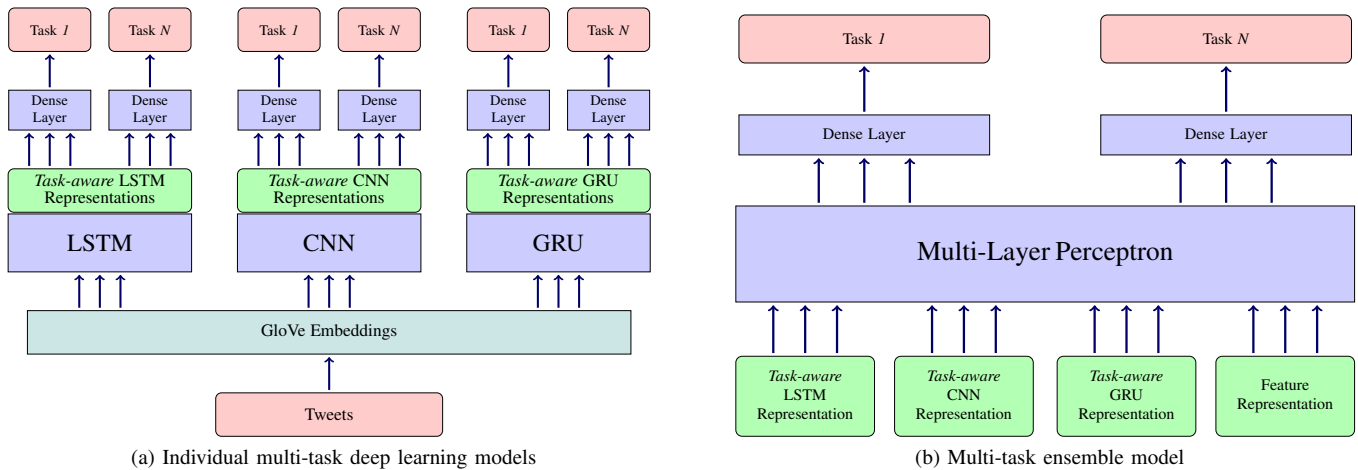 Task 1
Task N
Task 1
Task N
Task 1
Task N
Dense
Layer
Dense
Layer
Dense
Layer
Dense
Layer
Dense
Layer
Dense
Layer
Task-aware LSTM
Representations
Task-aware CNN
Representations
Task-aware GRU
Representations
LSTM
CNN
GRU
GloVe Embeddings
Tweets
(a) Individual multi-task deep learning models
Task 1
Task N
Dense Layer
Dense Layer
Multi-Layer Perceptron
Task-aware
LSTM
Representation
Task-aware
CNN
Representation
Task-aware
GRU
Representation
Feature
Representation
(b) Multi-task ensemble model